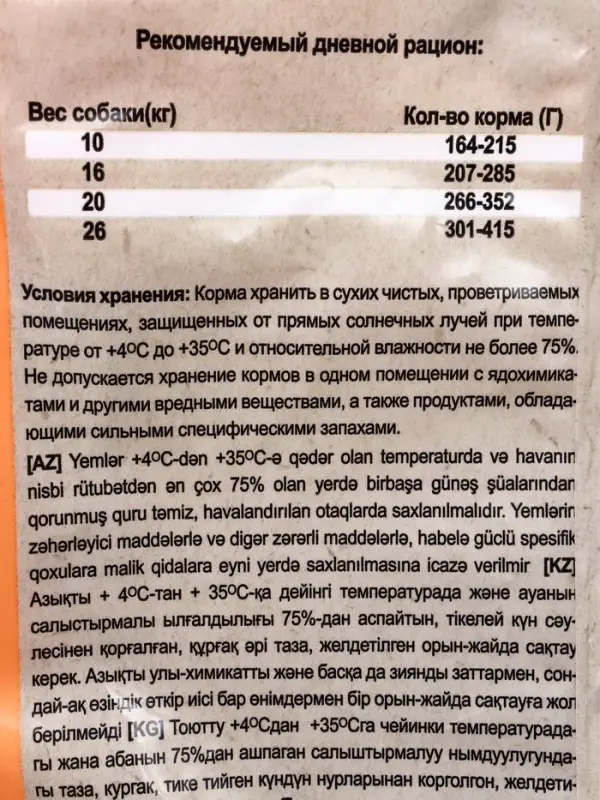 Рекомендуемый дневной рацион:
Вес собаки(кг) Кол-во корма (Г)
10 164-215
16 207-285
20 266-352
26 301-415
Условия хранения: Корма хранить в сухих чистых, проветриваемых
помещениях, защищенных от прямых солнечных лучей при темпе-
ратуре от +4ºС до +35ºС и относительной влажности не более 75%.
Не допускается хранение кормов в одном помещении с ядохимика-
тами и другими вредными веществами, а также продуктами, облада-
ющими сильными специфическими запахами.
[AZ] Yemlər +4ºC-dən +35ºC-ə qədər olan temperaturda və havanın
nisbi rütubətdən ən çox 75% olan yerdə birbaşa günəş şüalarından
qorunmuş quru təmiz, havalandırılan otaqlarda saxlanılmalıdır. Yemlərin
zəhərləyici maddələrlə və digər zərərli maddələrlə, habelə güclü spesifik
qoxulara malik qidalara eyni yerdə saxlanılmasına icazə verilmir [KZ]
Азықты + 4ºС-тан + 35ºС-қа дейінгі температурада және ауаның
салыстырмалы ылғалдылығы 75%-дан аспайтын, тікелей күн сәу-
лесінен қорғалған, құрғақ әрі таза, желдетілген орын-жайда сақтау
керек. Азықты улы-химикатты және басқа да зиянды заттармен, сон-
дай-ақ өзіндік өткір иісі бар өнімдермен бір орын-жайда сақтауға жол
берілмейді [KG] Тоютту +4ºСдан +35ºСга чейинки температурада-
гы жана абанын 75%дан ашпаган салыштырмалуу нымдуулугунда-
гы таза, кургак, тике тийген күндүн нурларынан корголгон, желдети-